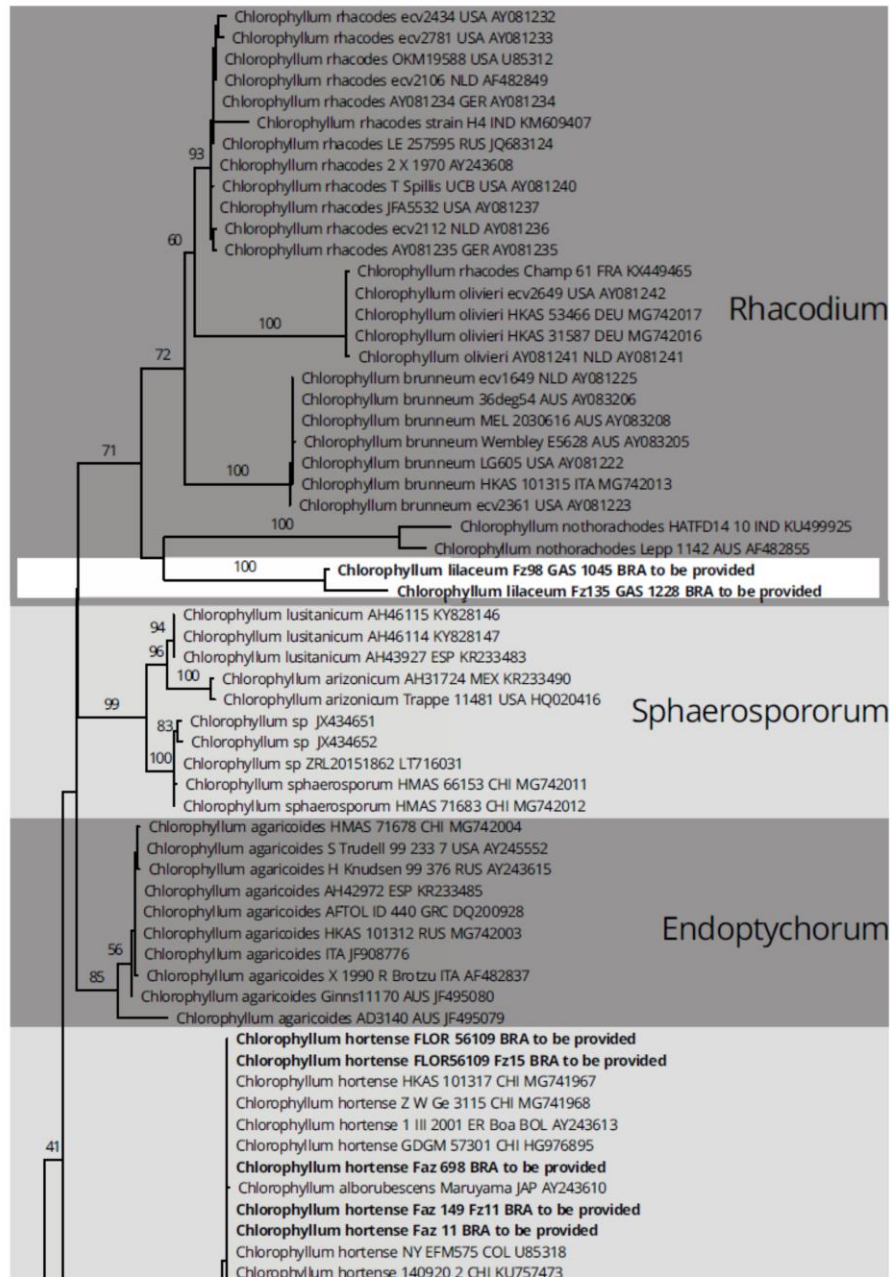 Chlorophyllum rhacodes ecv2434 USA AY081232
Chlorophyllum rhacodes ecv2781 USA AY081233
Chlorophyllum rhacodes OKM19588 USA U85312
Chlorophyllum rhacodes ecv2106 NLD AF482849
Chlorophyllum rhacodes AY081234 GER AY081234
Chlorophyllum rhacodes strain H4 IND KM609407
Chlorophyllum rhacodes LE 257595 RUS JQ683124
93
Chlorophyllum rhacodes 2 X 1970 AY243608
Chlorophyllum rhacodes T Spillis UCB USA AY081240
Chlorophyllum rhacodes JFA5532 USA AY081237
Chlorophyllum rhacodes ecv2112 NLD AY081236
60
Chlorophyllum rhacodes AY081235 GER AY081235
Chlorophyllum rhacodes Champ 61 FRA KX449465
Chlorophyllum olivieri ecv2649 USA AY081242
Chlorophyllum olivieri HKAS 53466 DEU MG742017
Rhacodium
100
Chlorophyllum olivieri HKAS 31587 DEU MG742016
72
Chlorophyllum olivieri AY081241 NLD AY081241
Chlorophyllum brunneum ecv1649 NLD AY081225
Chlorophyllum brunneum 36deg54 AUS AY083206
Chlorophyllum brunneum MEL 2030616 AUS AY083208
71
Chlorophyllum brunneum Wembley E5628 AUS AY083205
Chlorophyllum brunneum LG605 USA AY081222
100
Chlorophyllum brunneum HKAS 101315 ITA MG742013
Chlorophyllum brunneum ecv2361 USA AY081223
100
Chlorophyllum nothorachodes HATFD14 10 IND KU499925
Chlorophyllum nothorachodes Lepp 1142 AUS AF482855
100
Chlorophyllum lilaceum Fz98 GAS 1045 BRA to be provided
Chlorophyllum lilaceum Fz135 GAS 1228 BRA to be provided
Chlorophyllum lusitanicum AH46115 KY828146
94
Chlorophyllum lusitanicum AH46114 KY828147
96
Chlorophyllum lusitanicum AH43927 ESP KR233483
100
Chlorophyllum arizonicum AH31724 MEX KR233490
99
Chlorophyllum arizonicum Trappe 11481 USA HQ020416
Sphaerospororum
83
Chlorophyllum sp JX434651
Chlorophyllum sp JX434652
100
Chlorophyllum sp ZRL20151862 LT716031
Chlorophyllum sphaerosporum HMAS 66153 CHI MG742011
Chlorophyllum sphaerosporum HMAS 71683 CHI MG742012
Chlorophyllum agaricoides HMAS 71678 CHI MG742004
Chlorophyllum agaricoides S Trudell 99 233 7 USA AY245552
Chlorophyllum agaricoides H Knudsen 99 376 RUS AY243615
Chlorophyllum agaricoides AH42972 ESP KR233485
Chlorophyllum agaricoides AFTOL ID 440 GRC DQ200928
Endoptychorum
Chlorophyllum agaricoides HKAS 101312 RUS MG742003
56
Chlorophyllum agaricoides ITA JF908776
85
Chlorophyllum agaricoides X 1990 R Brotzu ITA AF482837
Chlorophyllum agaricoides Ginns11170 AUS JF495080
Chlorophyllum agaricoides AD3140 AUS JF495079
Chlorophyllum hortense FLOR 56109 BRA to be provided
Chlorophyllum hortense FLOR56109 Fz15 BRA to be provided
Chlorophyllum hortense HKAS 101317 CHI MG741967
Chlorophyllum hortense Z W Ge 3115 CHI MG741968
Chlorophyllum hortense 1 III 2001 ER Boa BOL AY243613
41
Chlorophyllum hortense GDGM 57301 CHI HG976895
Chlorophyllum hortense Faz 698 BRA to be provided
Chlorophyllum alborubescens Maruyama JAP AY243610
Chlorophyllum hortense Faz 149 Fz11 BRA to be provided
Chlorophyllum hortense Faz 11 BRA to be provided
Chlorophyllum hortense NY EFM575 COL U85318
Chlorophyllum hortense 140920 2 CHI KU757473